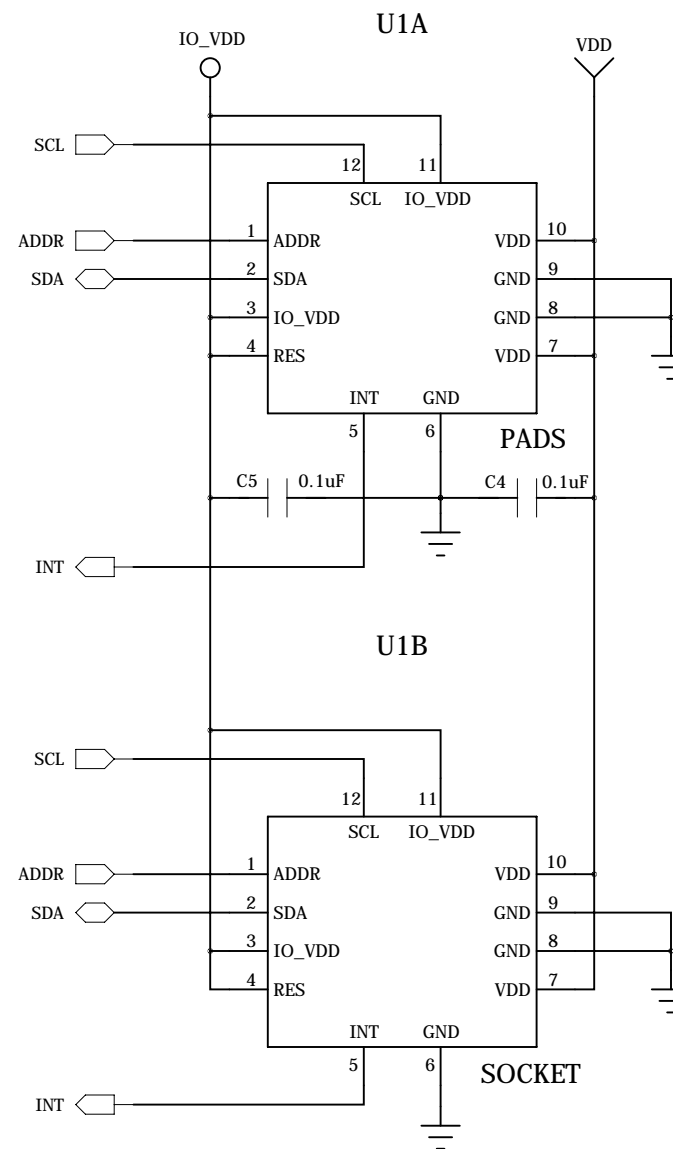 U1A
IO_VDD
VDD
SCL
12
11
SCL IO_VDD
ADDR
1
ADDR
VDD
10
SDA
2
SDA
GND
9
3
IO_VDD
GND
8
4
RES
VDD
7
INT
GND
5
6
PADS
C5
0.1uF
C4
0.1uF
INT
U1B
SCL
12
11
SCL IO_VDD
ADDR
1
ADDR
VDD
10
SDA
2
SDA
GND
9
3
IO_VDD
GND
8
4
RES
VDD
7
INT
GND
5
6
SOCKET
INT